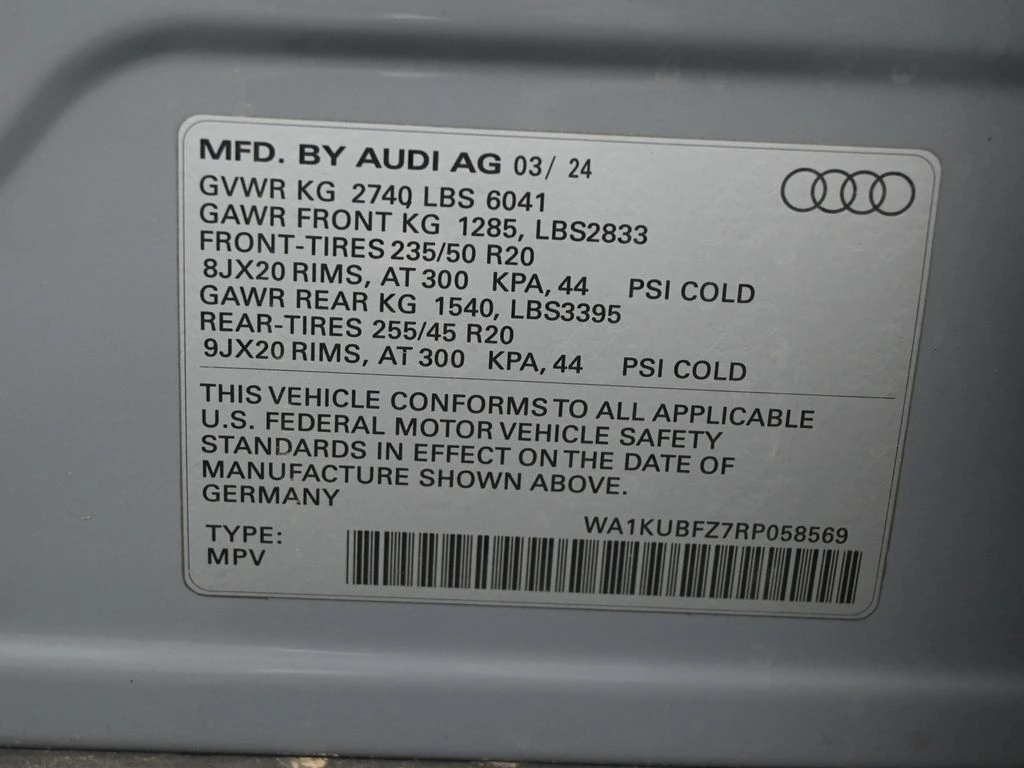 MFD. BY AUDI AG 03/ 24
GVWR KG 2740, LBS 6041
GAWR FRONT KG 1285, LBS2833
FRONT-TIRES 235/50 R20
8JX20 RIMS, AT 300 KPA, 44 PSI COLD
GAWR REAR KG 1540, LBS3395
REAR-TIRES 255/45 R20
9JX20 RIMS, AT 300 KPA, 44 PSI COLD
THIS VEHICLE CONFORMS TO ALL APPLICABLE
U.S. FEDERAL MOTOR VEHICLE SAFETY
STANDARDS IN EFFECT ON THE DATE OF
MANUFACTURE SHOWN ABOVE.
GERMANY
WA1KUBFZ7RP058569
TYPE:
MPV